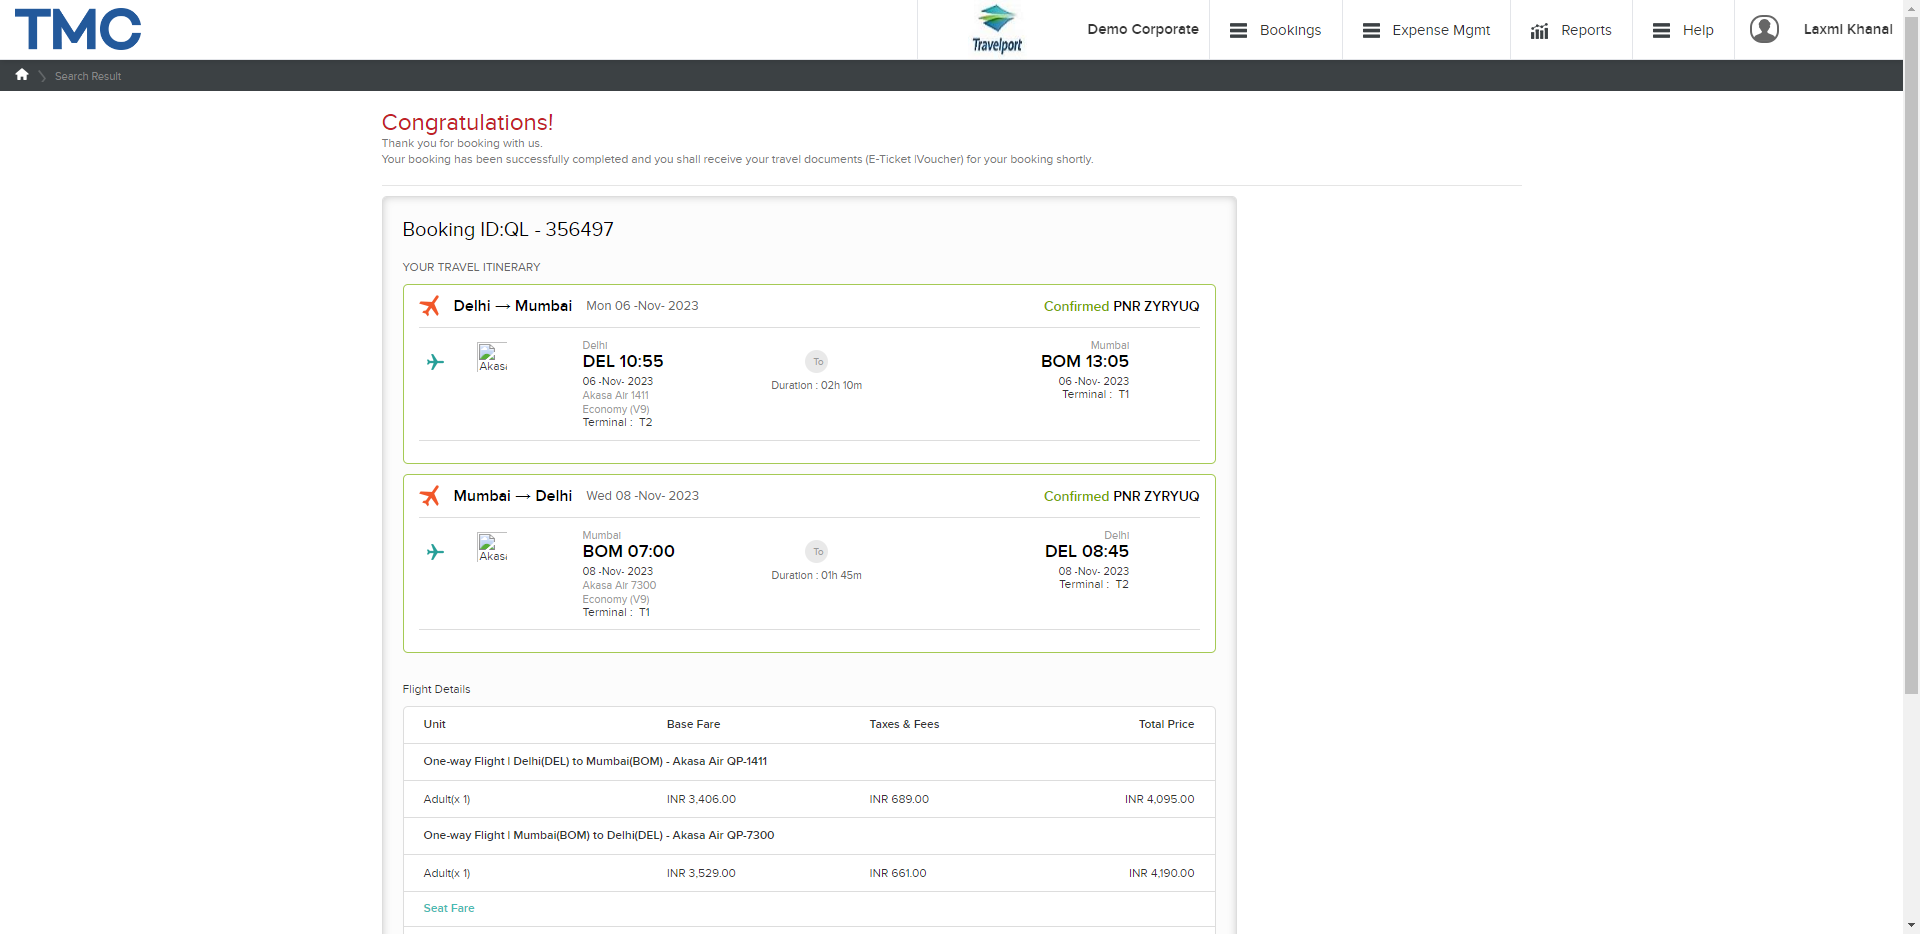 TMC
Travelport
Demo Corporate
Bookings
Expense Mgmt
Reports
Help
Laxmi Khanal
Search Result
Congratulations!
Thank you for booking with us.
Your booking has been successfully completed and you shall receive your travel documents (E-Ticket |Voucher) for your booking shortly.
Booking ID:QL - 356497
YOUR TRAVEL ITINERARY
Delhi → Mumbai Mon 06 -Nov- 2023 Confirmed PNR ZYRYUQ
Delhi Mumbai
Akasa DEL 10:55 To BOM 13:05
06 -Nov- 2023 Duration : 02h 10m 06 -Nov- 2023
Akasa Air 1411 Terminal : T1
Economy (V9)
Terminal : T2
Mumbai → Delhi Wed 08 -Nov- 2023 Confirmed PNR ZYRYUQ
Mumbai Delhi
Akasa BOM 07:00 To DEL 08:45
08 -Nov- 2023 Duration : 01h 45m 08 -Nov- 2023
Akasa Air 7300 Terminal : T2
Economy (V9)
Terminal : T1
Flight Details
Unit Base Fare Taxes & Fees Total Price
One-way Flight | Delhi(DEL) to Mumbai(BOM) - Akasa Air QP-1411
Adult(x 1) INR 3,406.00 INR 689.00 INR 4,095.00
One-way Flight | Mumbai(BOM) to Delhi(DEL) - Akasa Air QP-7300
Adult(x 1) INR 3,529.00 INR 661.00 INR 4,190.00
Seat Fare